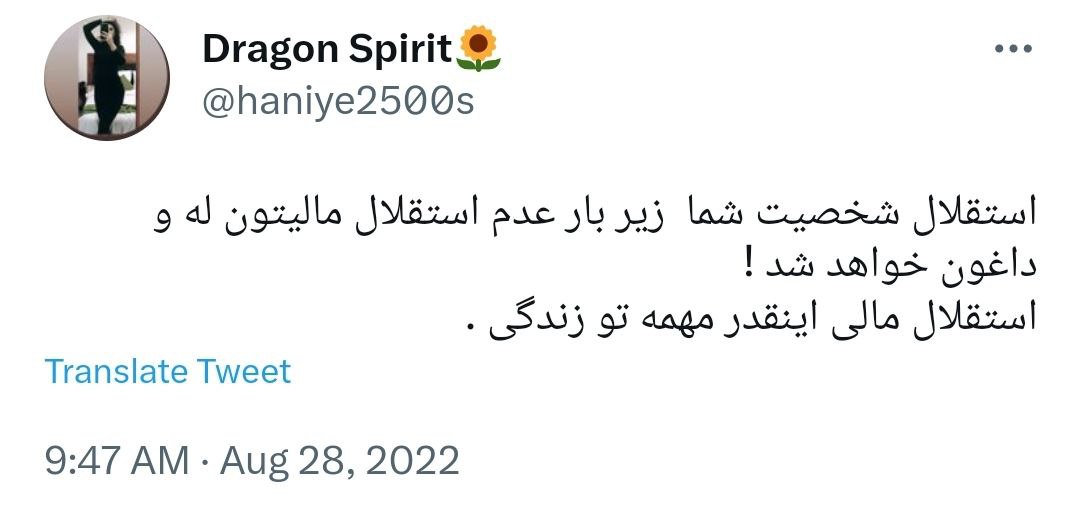 Dragon Spirit🌻
@haniye2500s
استقلال شخصیت شما زیر بار عدم استقلال مالیتون له و
داغون خواهد شد !
استقلال مالی اینقدر مهمه تو زندگی .
Translate Tweet
9:47 AM · Aug 28, 2022